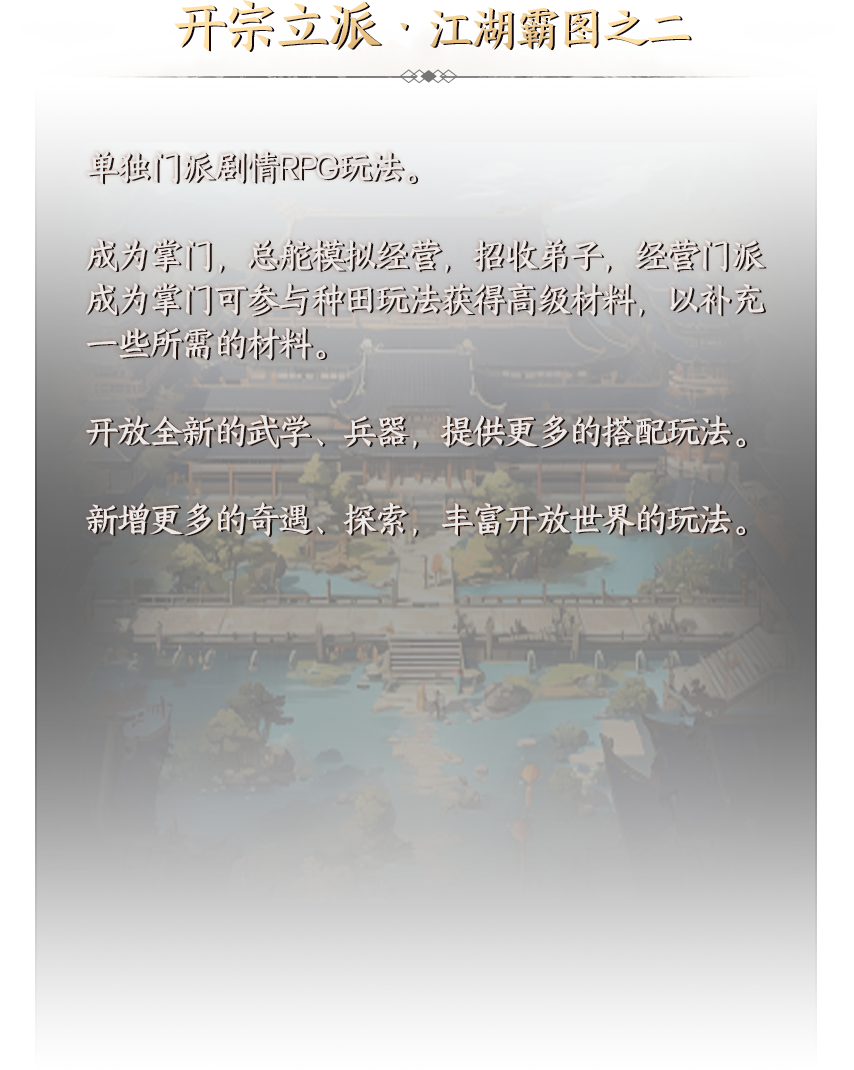 开宗立派·江湖霸图之二
单独门派剧情RPG玩法。
成为掌门，总舵模拟经营，招收弟子，经营门派
成为掌门可参与种田玩法获得高级材料，以补充
一些所需的材料。
开放全新的武学、兵器，提供更多的搭配玩法。
新增更多的奇遇、探索，丰富开放世界的玩法。